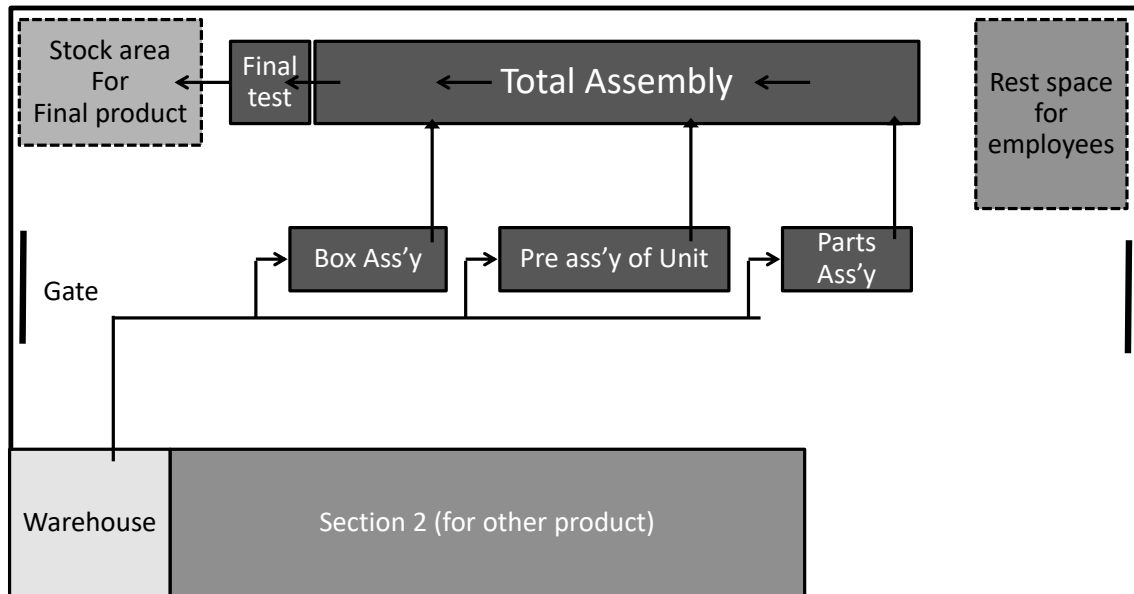 Stock area
For
Final product
Final
test
Total Assembly
Rest space
for
employees
Box Ass’y
Pre ass’y of Unit
Parts
Ass’y
Gate
Warehouse
Section 2 (for other product)